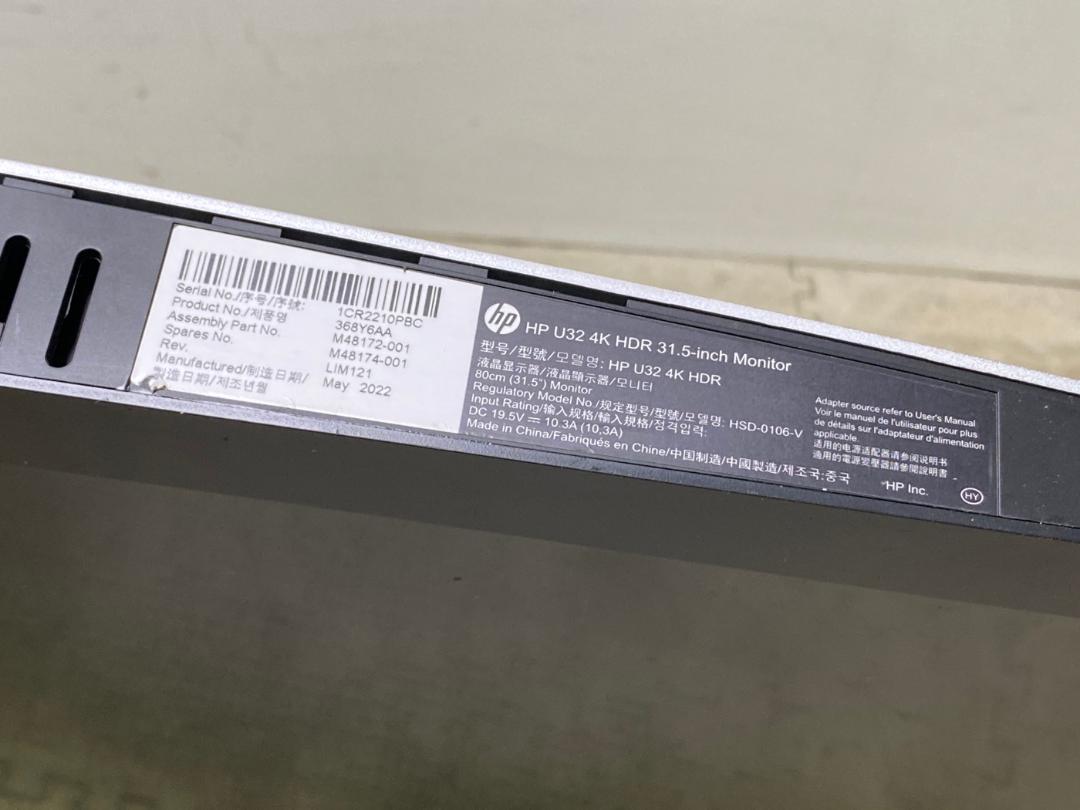 Serial No./序号/序號: 1CR2210PBC
Product No./제품명 368Y6AA
Assembly Part No. M48172-001
Spares No. M48174-001
Rev. LIM121
Manufactured/制造日期/ May 2022
製造日期/제조년월
hp
HP U32 4K HDR 31.5-inch Monitor
型号/型號/모델명: HP U32 4K HDR
液晶显示器/液晶顯示器/모니터
80cm (31.5") Monitor
Regulatory Model No./规定型号/型號/모델명: HSD-0106-V
Input Rating/输入规格/輸入規格/정격입력:
DC 19.5V ⎓ 10.3A (10,3A)
Made in China/Fabriqués en Chine/中国制造/中國製造/제조국:중국
Adapter source refer to User's Manual
Voir le manuel de l'utilisateur pour plus
de détails sur l'adaptateur d'alimentation
applicable.
适用的电源适配器请参阅说明书
適用的電源變壓器請參閱說明書
HP Inc.
HY